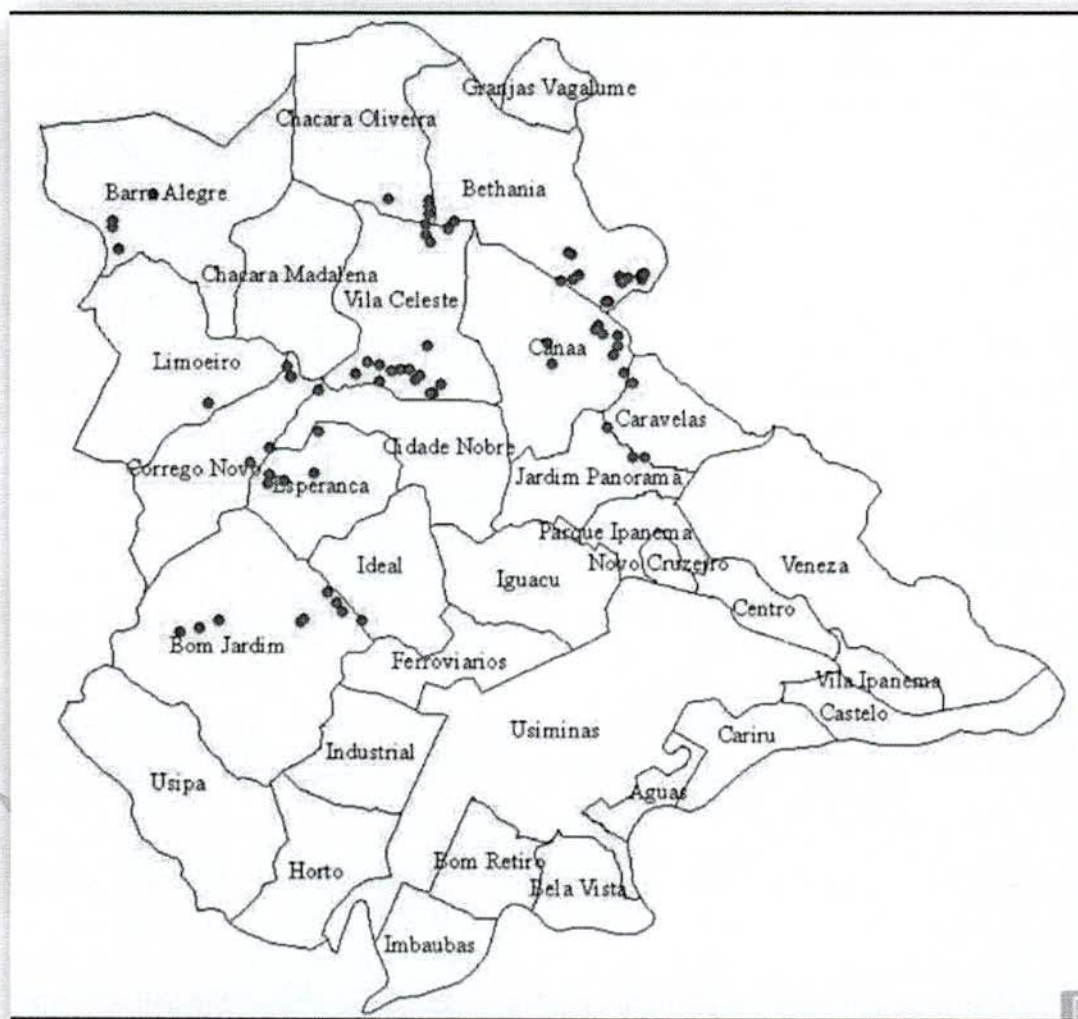 Granjas Vagalume
Chacara Oliveira
Barra Alegre
Bethania
Chacara Madalena
Vila Celeste
Limoeiro
Canaa
Caravelas
Cidade Nobre
Corrego Novo
Esperanca
Jardim Panorama
Parque Ipanema
Ideal
Iguacu
Novo Cruzeiro
Veneza
Centro
Bom Jardim
Ferroviarios
Vila Ipanema
Castelo
Usiminas
Cariru
Industrial
Usipa
Aguas
Horto
Bom Retiro
Bela Vista
Imbaubas